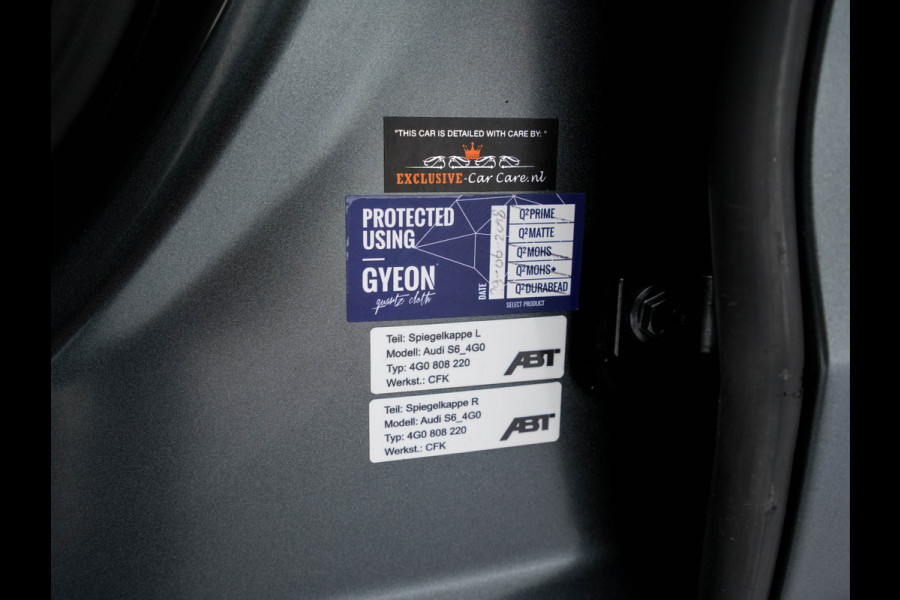 "THIS CAR IS DETAILED WITH CARE BY: "
EXCLUSIVE-Car Care.nl
PROTECTED
USING
GYEON
quartz cloth
DATE
Q²PRIME
Q²MATTE
Q²MOHS
Q²MOHS+
Q²DURABEAD
SELECT PRODUCT
Teil: Spiegelkappe L
Modell: Audi S6_4G0
Typ: 4G0 808 220
Werkst.: CFK
ABT
Teil: Spiegelkappe R
Modell: Audi S6_4G0
Typ: 4G0 808 220
Werkst.: CFK
ABT